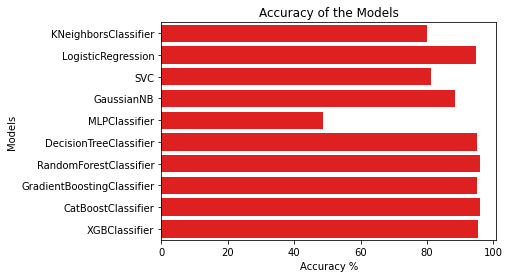 Accuracy of the Models
Models
KNeighborsClassifier
LogisticRegression
SVC
GaussianNB
MLPClassifier
DecisionTreeClassifier
RandomForestClassifier
GradientBoostingClassifier
CatBoostClassifier
XGBClassifier
0 20 40 60 80 100
Accuracy %